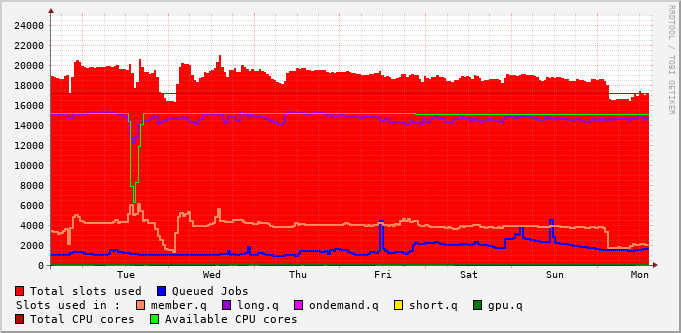 RRDTOOL / TOBI OETIKER
24000
22000
20000
18000
16000
14000
12000
10000
8000
6000
4000
2000
0
Tue Wed Thu Fri Sat Sun Mon
Total slots used Queued Jobs
Slots used in : member.q long.q ondemand.q short.q gpu.q
Total CPU cores Available CPU cores